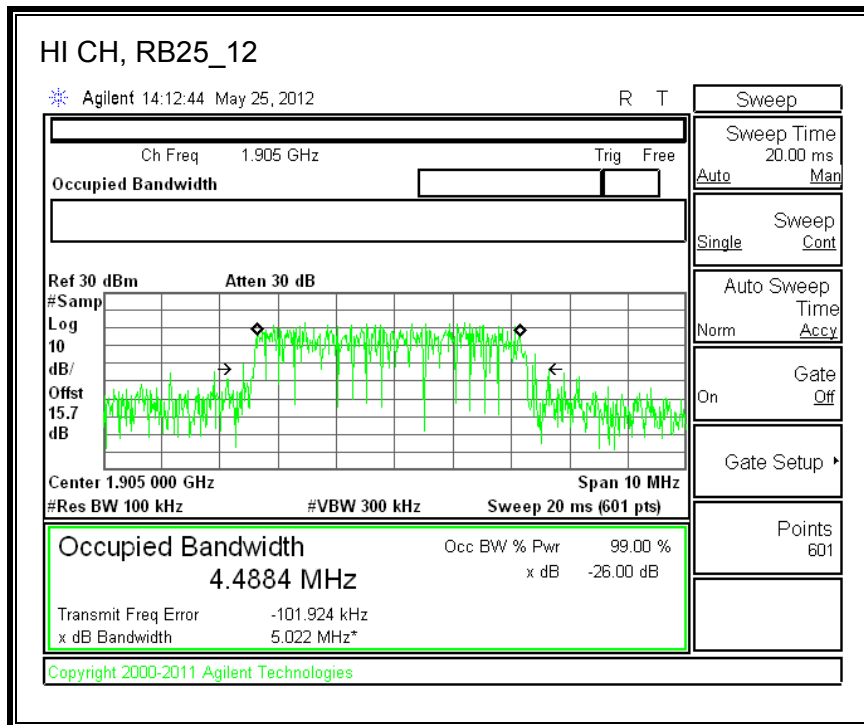 HI CH, RB25_12
Agilent 14:12:44 May 25, 2012 R T
Ch Freq 1.905 GHz Trig Free
Occupied Bandwidth
Ref 30 dBm Atten 30 dB
#Samp
Log
10
dB/
Offst
15.7
dB
Center 1.905 000 GHz Span 10 MHz
#Res BW 100 kHz #VBW 300 kHz Sweep 20 ms (601 pts)
Occupied Bandwidth Occ BW % Pwr 99.00 %
4.4884 MHz x dB -26.00 dB
Transmit Freq Error -101.924 kHz
x dB Bandwidth 5.022 MHz*
Copyright 2000-2011 Agilent Technologies
Sweep
Sweep Time
20.00 ms
Auto Man
Sweep
Single Cont
Auto Sweep
Time
Norm Accy
Gate
On Off
Gate Setup
Points
601